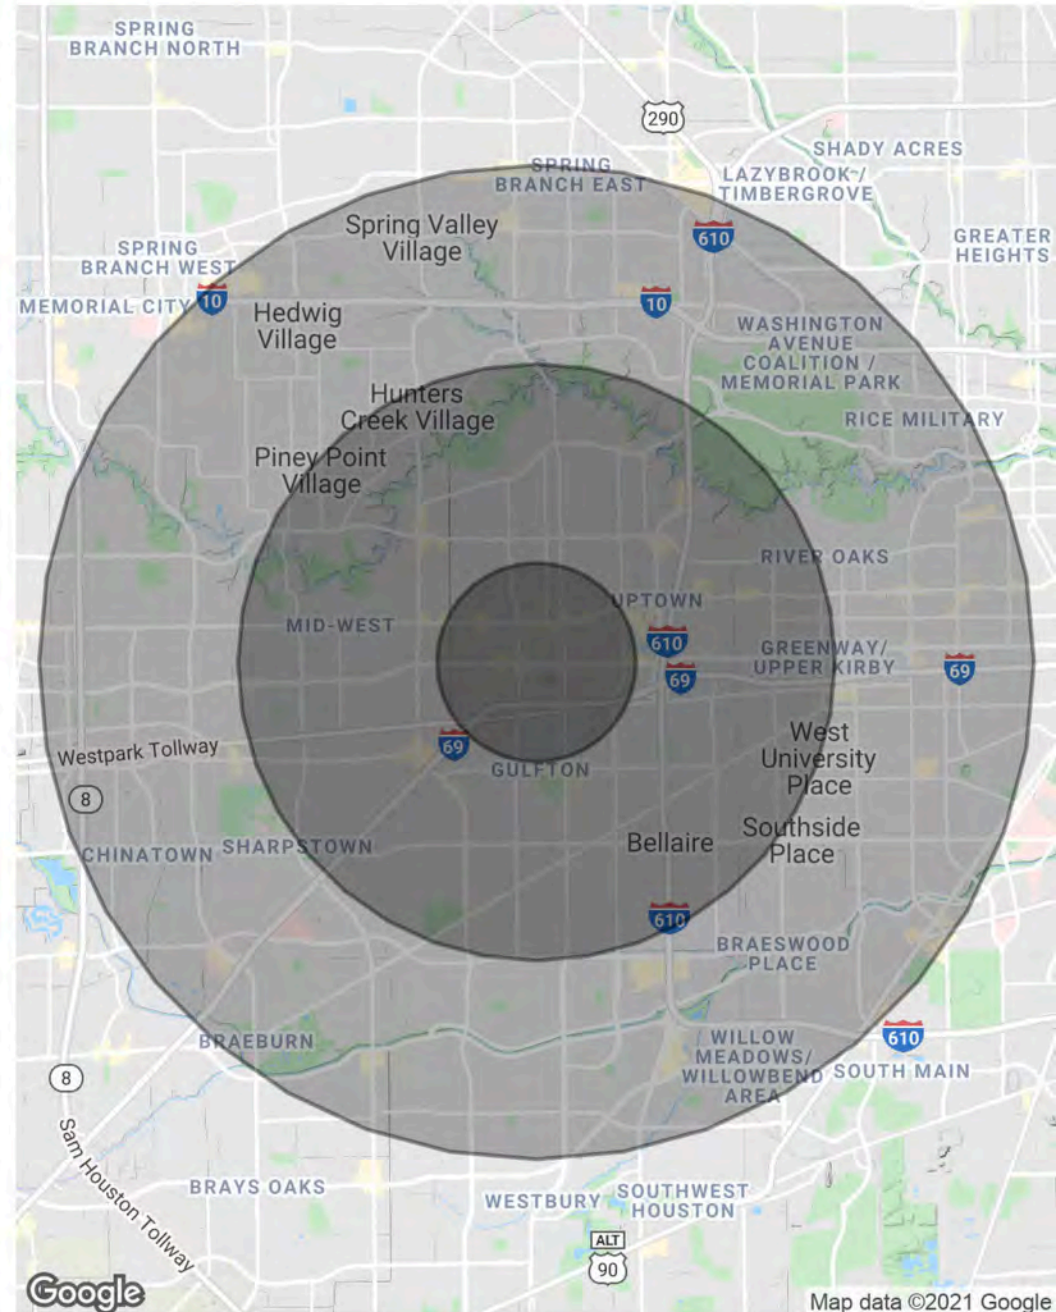 SPRING
BRANCH NORTH
290
SHADY ACRES
SPRING
BRANCH EAST
LAZYBROOK /
TIMBERGROVE
Spring Valley
Village
610
GREATER
HEIGHTS
SPRING
BRANCH WEST
MEMORIAL CITY
10
10
Hedwig
Village
WASHINGTON
AVENUE
COALITION /
MEMORIAL PARK
Hunters
Creek Village
RICE MILITARY
Piney Point
Village
RIVER OAKS
UPTOWN
MID-WEST
610
GREENWAY/
UPPER KIRBY
69
69
Westpark Tollway
69
West
University
Place
GULFTON
8
Bellaire
Southside
Place
CHINATOWN
SHARPSTOWN
610
BRAESWOOD
PLACE
BRAEBURN
610
WILLOW
MEADOWS/
WILLOWBEND
AREA
SOUTH MAIN
8
Sam Houston Tollway
BRAYS OAKS
WESTBURY
SOUTHWEST
HOUSTON
ALT
90
Google
Map data ©2021 Google